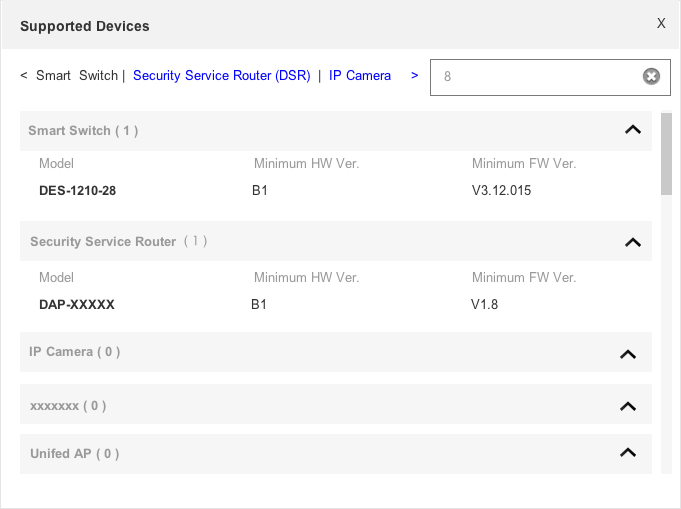 Supported Devices X
< Smart Switch | Security Service Router (DSR) | IP Camera > 8
Smart Switch ( 1 )
Model Minimum HW Ver. Minimum FW Ver.
DES-1210-28 B1 V3.12.015
Security Service Router ( 1 )
Model Minimum HW Ver. Minimum FW Ver.
DAP-XXXXX B1 V1.8
IP Camera ( 0 )
xxxxxxx ( 0 )
Unifed AP ( 0 )